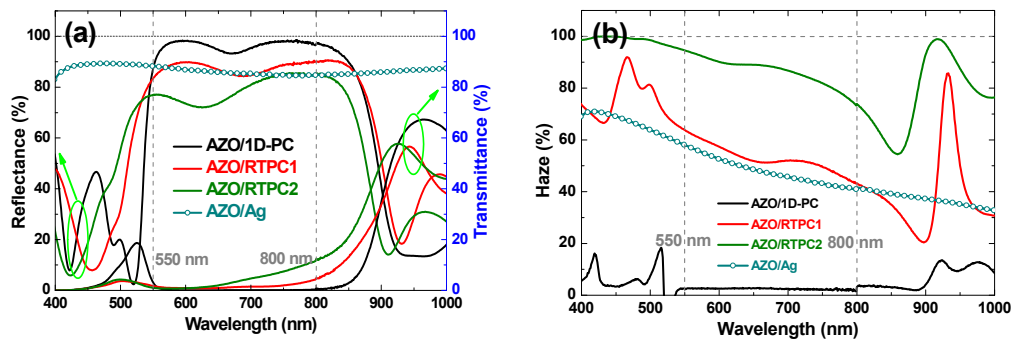 (a)
Reflectance (%)
100
80
60
40
20
0
AZO/1D-PC
AZO/RTPC1
AZO/RTPC2
AZO/Ag
550 nm
800 nm
100
80
60
40
20
0
Transmittance (%)
400 500 600 700 800 900 1000
Wavelength (nm)
(b)
Haze (%)
100
80
60
40
20
0
550 nm
800 nm
AZO/1D-PC
AZO/RTPC1
AZO/RTPC2
AZO/Ag
400 500 600 700 800 900 1000
Wavelength (nm)